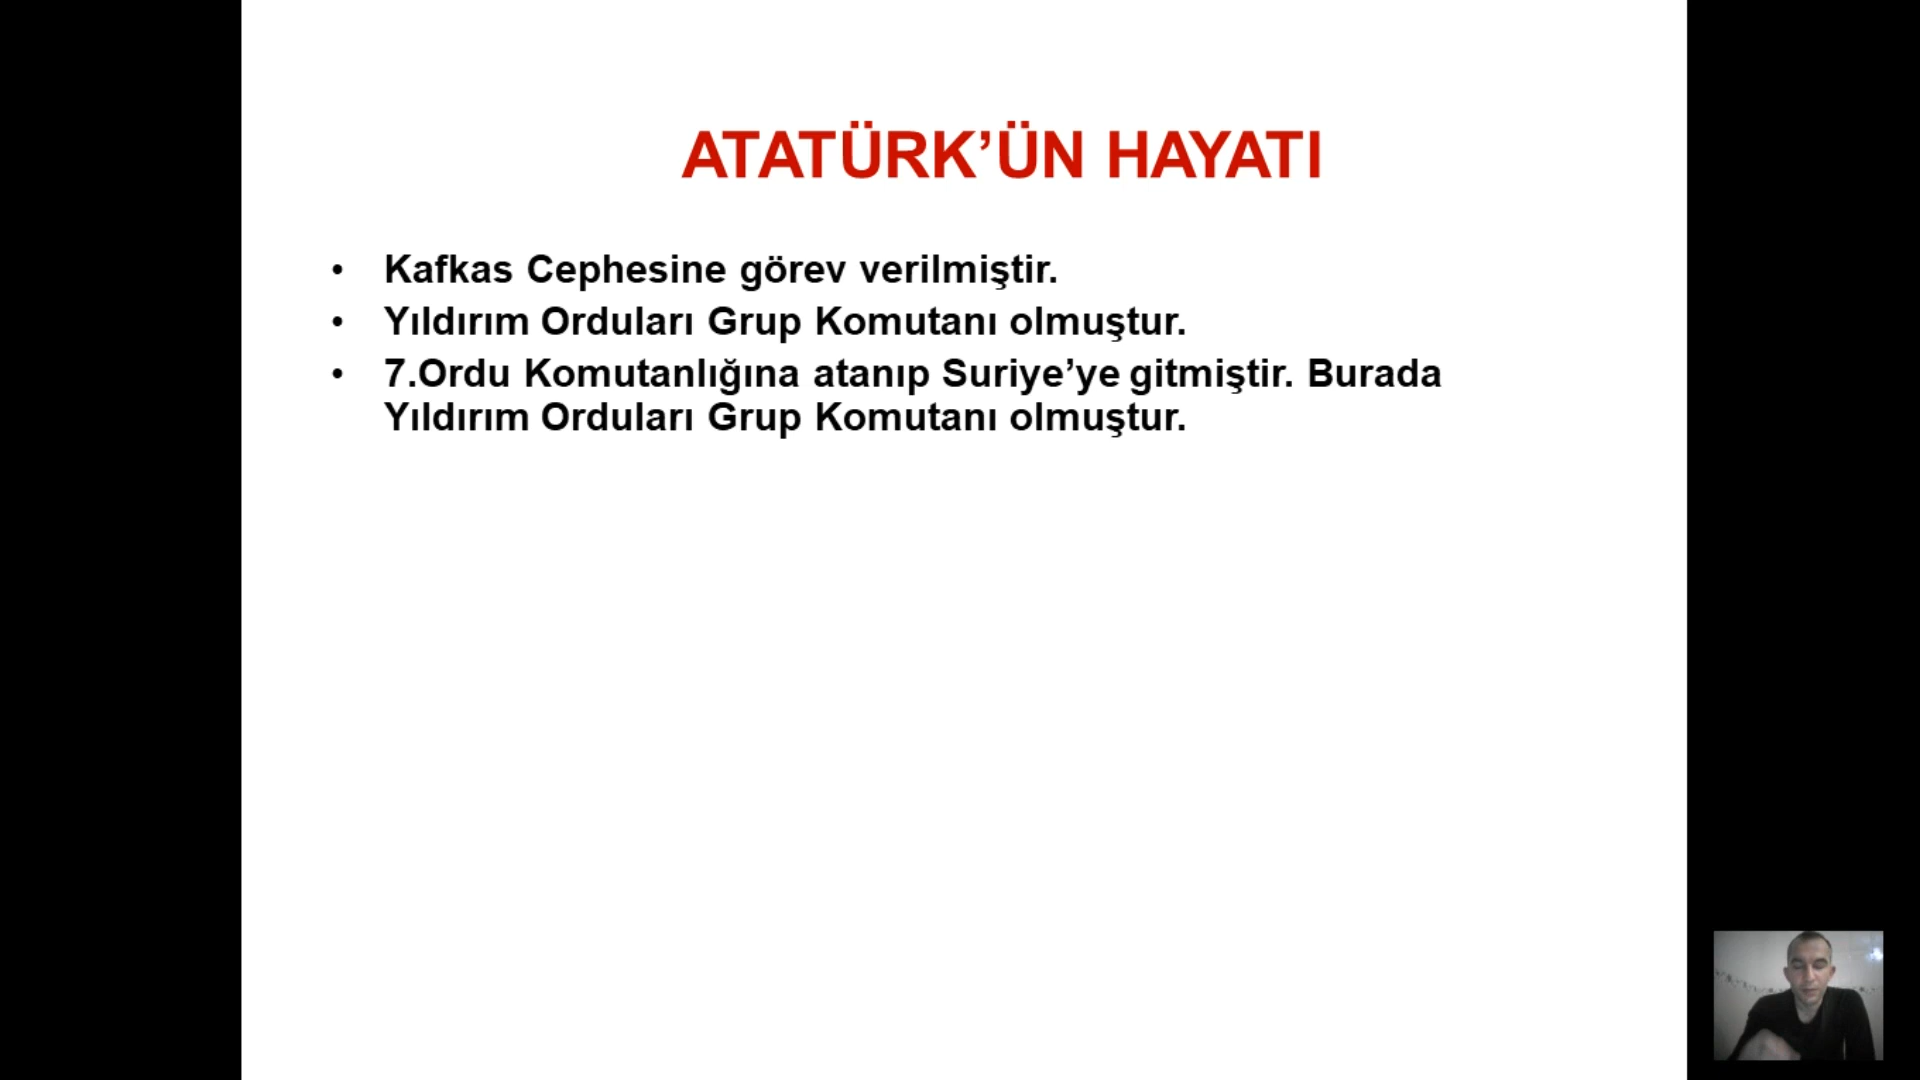 ATATÜRK’ÜN HAYATI
• Kafkas Cephesine görev verilmiştir.
• Yıldırım Orduları Grup Komutanı olmuştur.
• 7.Ordu Komutanlığına atanıp Suriye’ye gitmiştir. Burada
Yıldırım Orduları Grup Komutanı olmuştur.